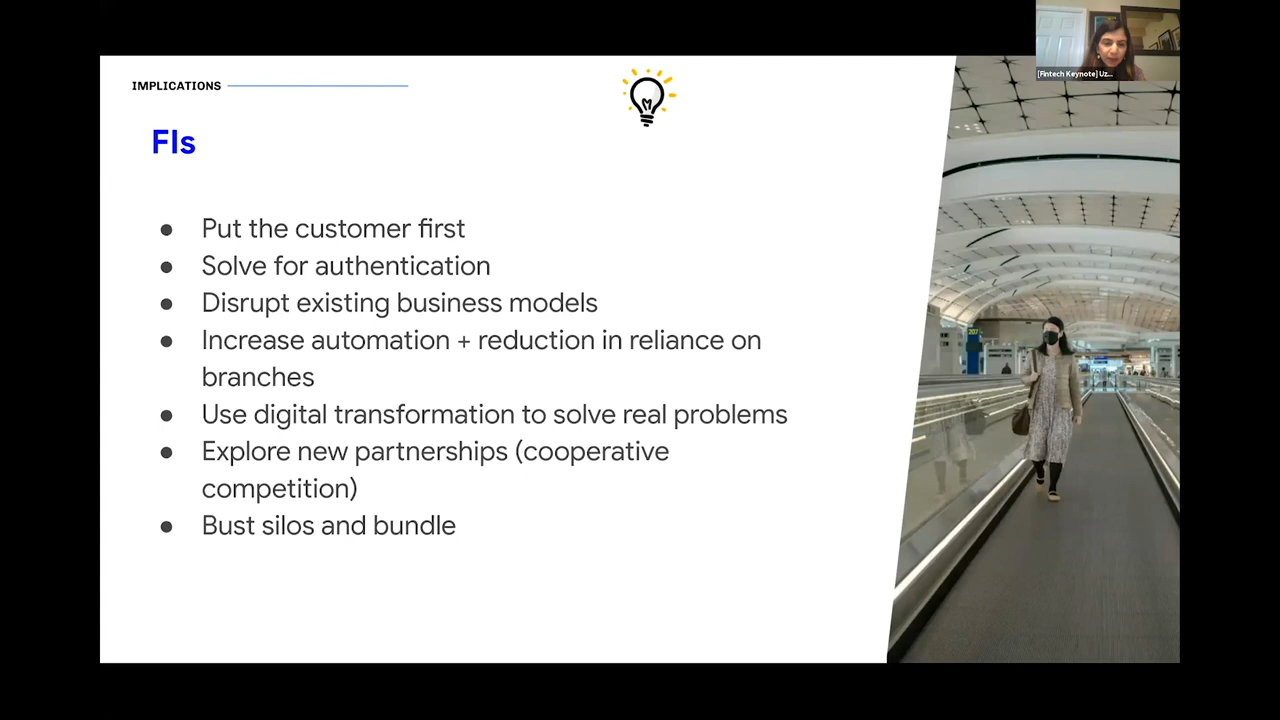 [Fintech Keynote] Uz...
IMPLICATIONS
FIs
● Put the customer first
● Solve for authentication
● Disrupt existing business models
● Increase automation + reduction in reliance on
branches
● Use digital transformation to solve real problems
● Explore new partnerships (cooperative
competition)
● Bust silos and bundle
207